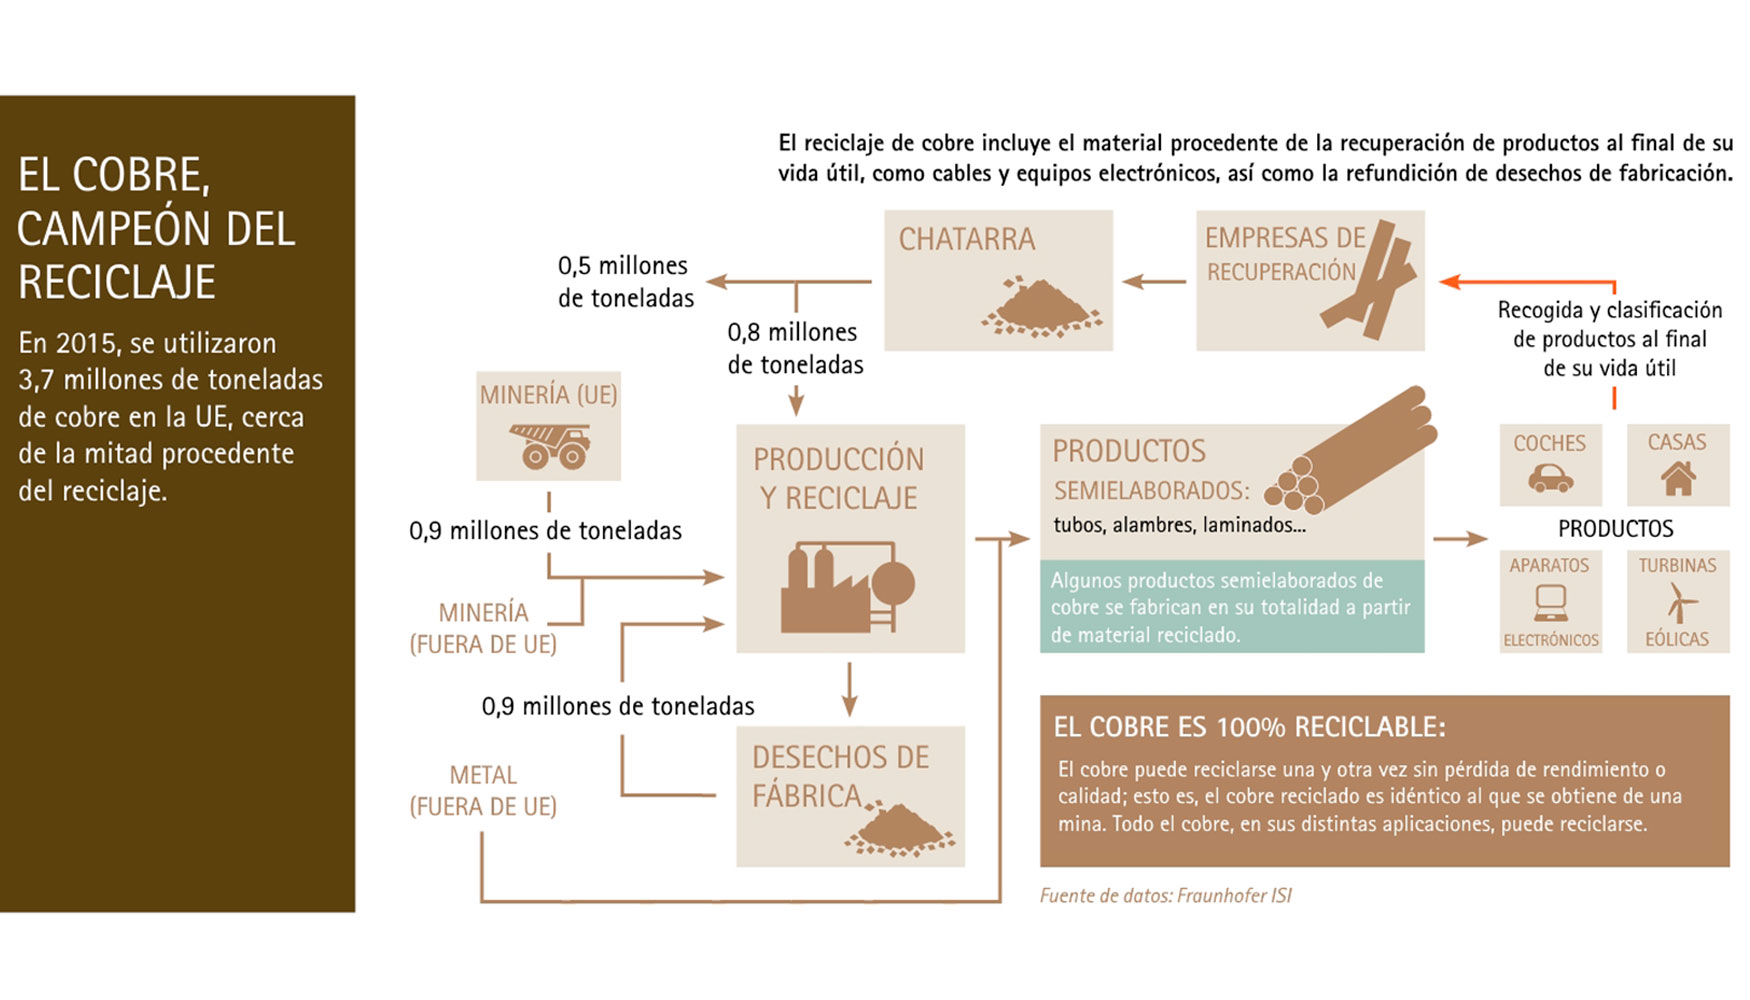 EL COBRE,
CAMPEÓN DEL
RECICLAJE
En 2015, se utilizaron
3,7 millones de toneladas
de cobre en la UE, cerca
de la mitad procedente
del reciclaje.
El reciclaje de cobre incluye el material procedente de la recuperación de productos al final de su
vida útil, como cables y equipos electrónicos, así como la refundición de desechos de fabricación.
CHATARRA
EMPRESAS DE
RECUPERACIÓN
0,5 millones
de toneladas
0,8 millones
de toneladas
Recogida y clasificación
de productos al final
de su vida útil
MINERÍA (UE)
0,9 millones de toneladas
MINERÍA
(FUERA DE UE)
PRODUCCIÓN
Y RECICLAJE
PRODUCTOS
SEMIELABORADOS:
tubos, alambres, laminados...
Algunos productos semielaborados de
cobre se fabrican en su totalidad a partir
de material reciclado.
COCHES
CASAS
PRODUCTOS
APARATOS
ELECTRÓNICOS
TURBINAS
EÓLICAS
0,9 millones de toneladas
METAL
(FUERA DE UE)
DESECHOS DE
FÁBRICA
EL COBRE ES 100% RECICLABLE:
El cobre puede reciclarse una y otra vez sin pérdida de rendimiento o
calidad; esto es, el cobre reciclado es idéntico al que se obtiene de una
mina. Todo el cobre, en sus distintas aplicaciones, puede reciclarse.
Fuente de datos: Fraunhofer ISI